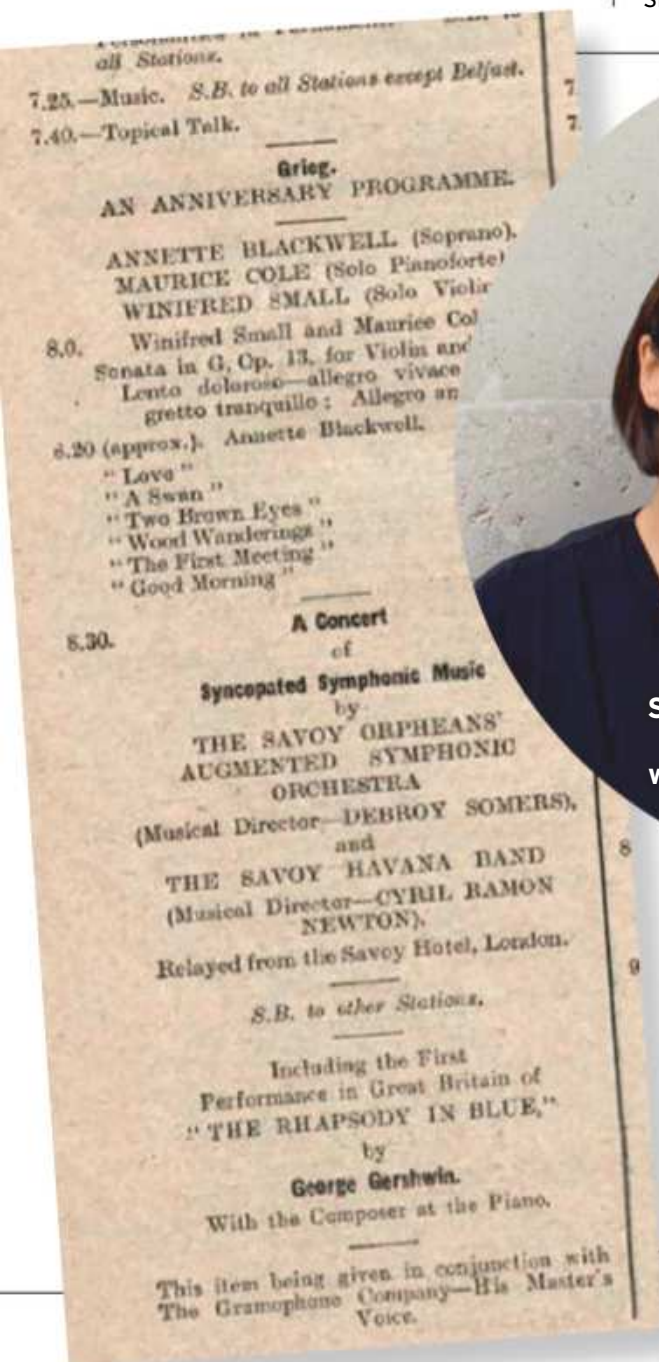 all Stations.
7.25.—Music. S.B. to all Stations except Belfast.
7.40.—Topical Talk.
Grieg.
AN ANNIVERSARY PROGRAMME.
ANNETTE BLACKWELL (Soprano).
MAURICE COLE (Solo Pianoforte)
WINIFRED SMALL (Solo Violin
8.0. Winifred Small and Maurice Col
Sonata in G, Op. 13, for Violin and
Lento doloroso—allegro vivace
gretto tranquillo; Allegro an
8.20 (approx.). Annette Blackwell.
"Love"
"A Swan"
"Two Brown Eyes"
"Wood Wanderings"
"The First Meeting"
"Good Morning"
8.30. A Concert
of
Syncopated Symphonic Music
by
THE SAVOY ORPHEANS'
AUGMENTED SYMPHONIC
ORCHESTRA
(Musical Director—DEBROY SOMERS),
and
THE SAVOY HAVANA BAND
(Musical Director—CYRIL RAMON
NEWTON).
Relayed from the Savoy Hotel, London.
S.B. to other Stations.
Including the First
Performance in Great Britain of
"THE RHAPSODY IN BLUE,"
by
George Gershwin.
With the Composer at the Piano.
This item being given in conjunction with
The Gramophone Company—His Master's
Voice.
7
7.
8
9
S
S
w